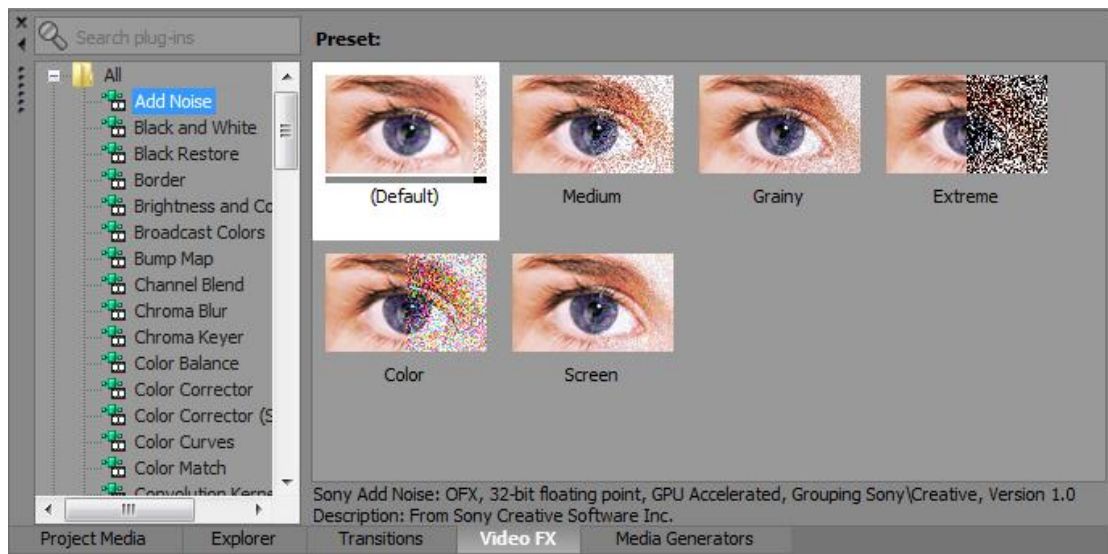 Search plug-ins
Preset:
All
Add Noise
Black and White
Black Restore
Border
Brightness and Co
Broadcast Colors
Bump Map
Channel Blend
Chroma Blur
Chroma Keyer
Color Balance
Color Corrector
Color Corrector (S
Color Curves
Color Match
Convolution Kerne
(Default)
Medium
Grainy
Extreme
Color
Screen
Sony Add Noise: OFX, 32-bit floating point, GPU Accelerated, Grouping Sony\Creative, Version 1.0
Description: From Sony Creative Software Inc.
Project Media
Explorer
Transitions
Video FX
Media Generators